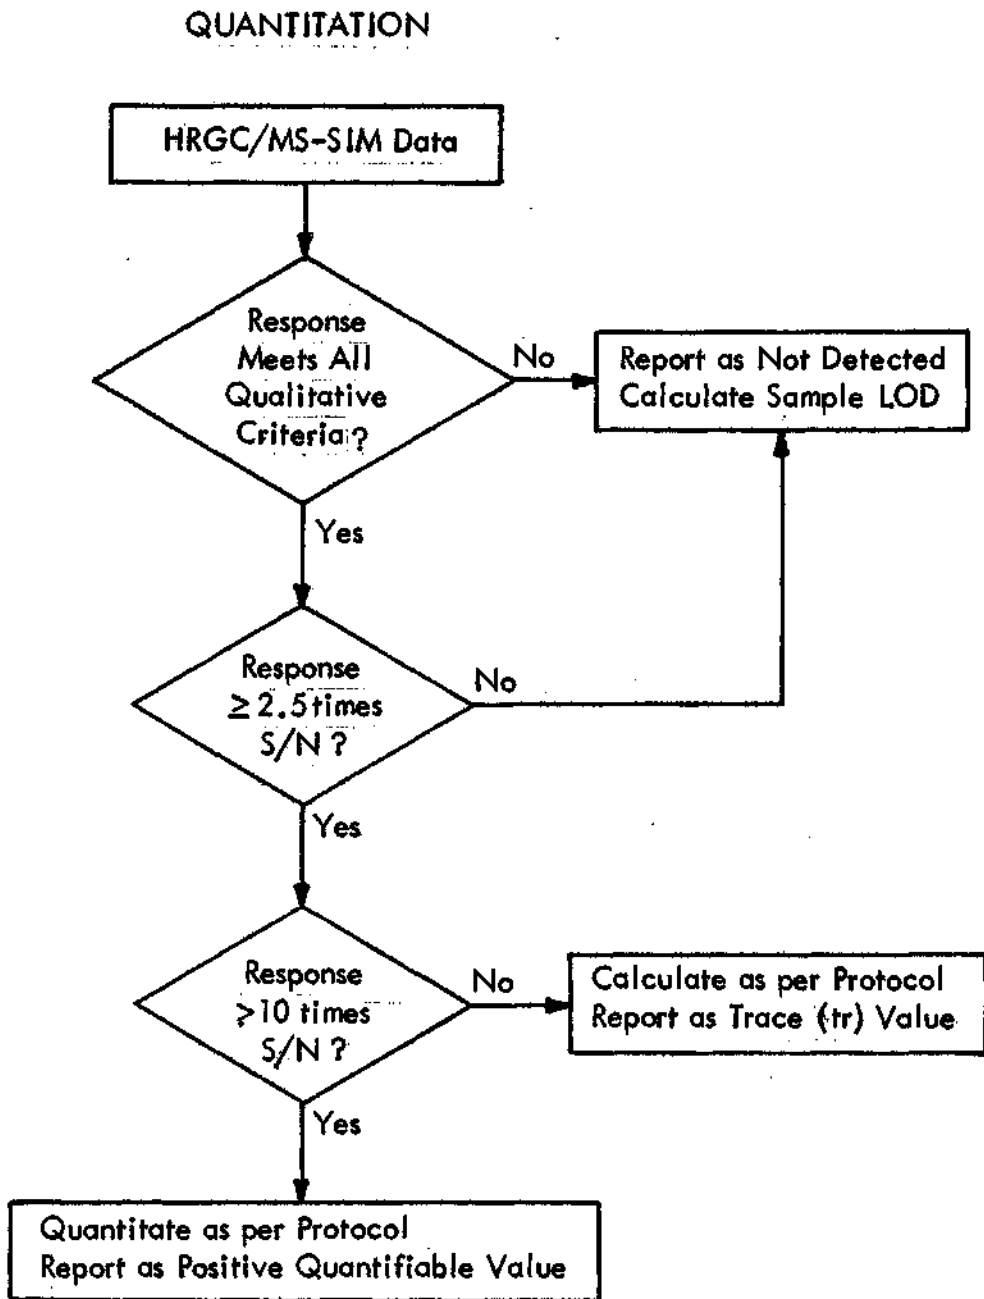 QUANTITATION
HRGC/MS-SIM Data
Response
Meets All
Qualitative
Criteria?
No
Report as Not Detected
Calculate Sample LOD
Yes
Response
≥ 2.5 times
S/N ?
No
Yes
Response
>10 times
S/N ?
No
Calculate as per Protocol
Report as Trace (tr) Value
Yes
Quantitate as per Protocol
Report as Positive Quantifiable Value